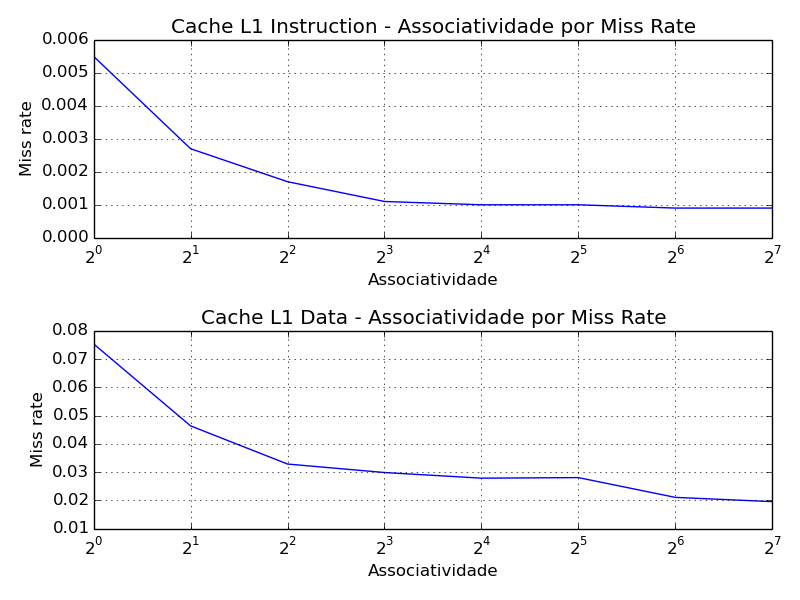 Cache L1 Instruction - Associatividade por Miss Rate
0.006
0.005
0.004
0.003
0.002
0.001
0.000
Miss rate
2^0 2^1 2^2 2^3 2^4 2^5 2^6 2^7
Associatividade
Cache L1 Data - Associatividade por Miss Rate
0.08
0.07
0.06
0.05
0.04
0.03
0.02
0.01
Miss rate
2^0 2^1 2^2 2^3 2^4 2^5 2^6 2^7
Associatividade